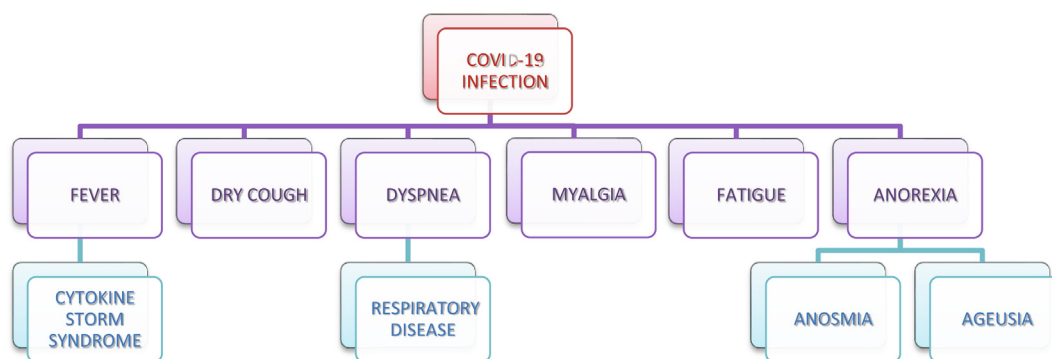 COVID-19
INFECTION
FEVER
DRY COUGH
DYSPNEA
MYALGIA
FATIGUE
ANOREXIA
CYTOKINE
STORM
SYNDROME
RESPIRATORY
DISEASE
ANOSMIA
AGEUSIA